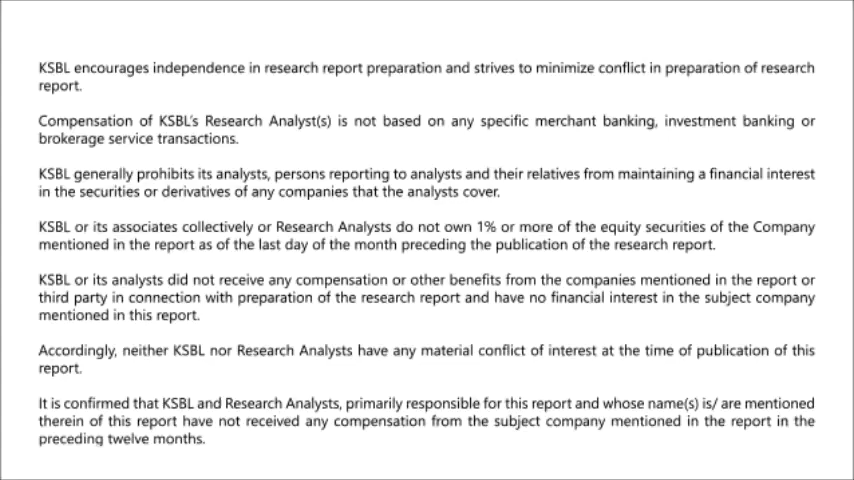 KSBL encourages independence in research report preparation and strives to minimize conflict in preparation of research
report.
Compensation of KSBL's Research Analyst(s) is not based on any specific merchant banking, investment banking or
brokerage service transactions.
KSBL generally prohibits its analysts, persons reporting to analysts and their relatives from maintaining a financial interest
in the securities or derivatives of any companies that the analysts cover.
KSBL or its associates collectively or Research Analysts do not own 1% or more of the equity securities of the Company
mentioned in the report as of the last day of the month preceding the publication of the research report.
KSBL or its analysts did not receive any compensation or other benefits from the companies mentioned in the report or
third party in connection with preparation of the research report and have no financial interest in the subject company
mentioned in this report.
Accordingly, neither KSBL nor Research Analysts have any material conflict of interest at the time of publication of this
report.
It is confirmed that KSBL and Research Analysts, primarily responsible for this report and whose name(s) is/ are mentioned
therein of this report have not received any compensation from the subject company mentioned in the report in the
preceding twelve months.